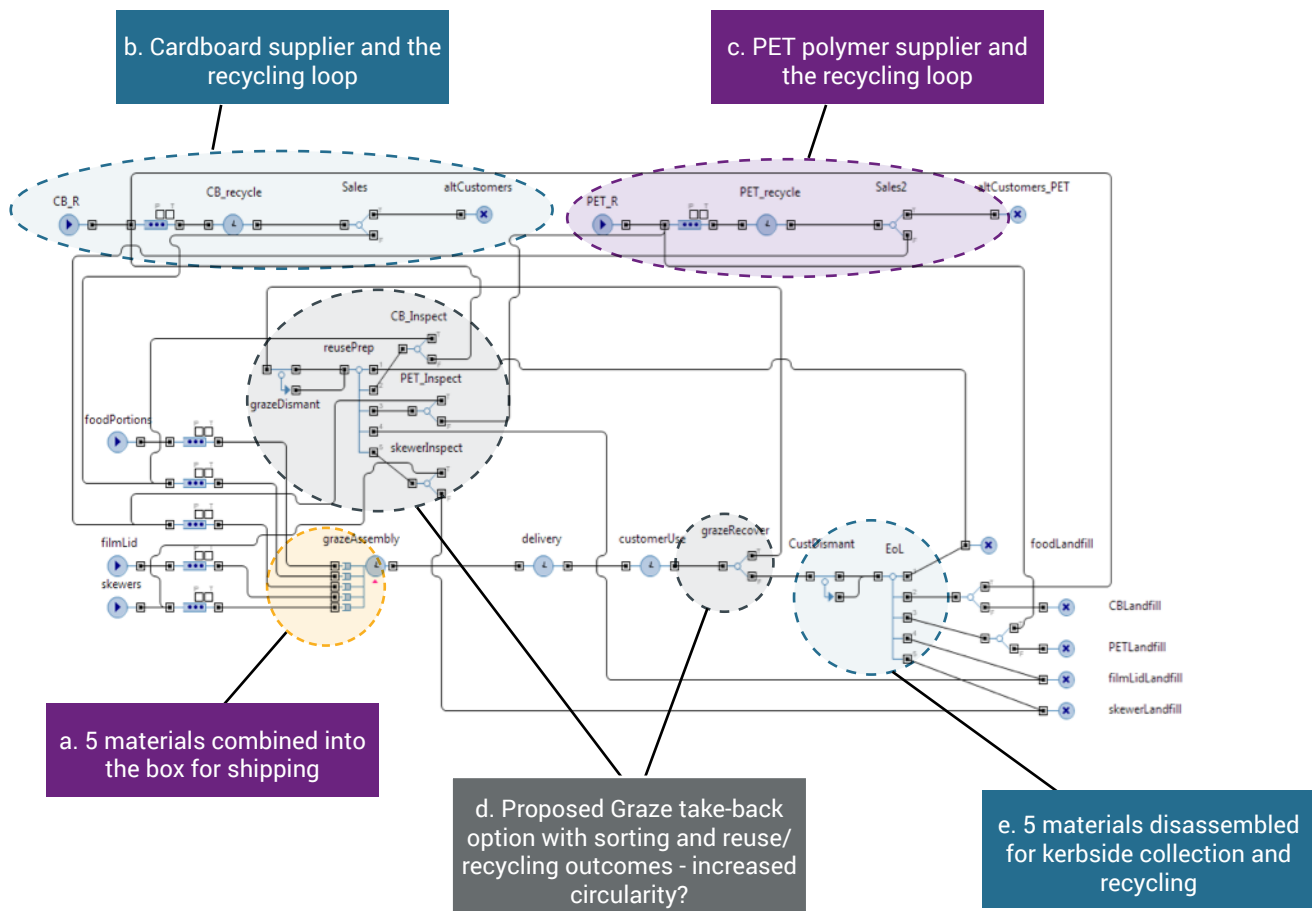 b. Cardboard supplier and the
recycling loop
c. PET polymer supplier and
the recycling loop
CB_R
CB_recycle
Sales
altCustomers
PET_R
PET_recycle
Sales2
altCustomers_PET
CB_Inspect
reusePrep
PET_Inspect
grazeDismant
skewerInspect
foodPortions
filmLid
skewers
grazeAssembly
delivery
customerUse
grazeRecover
CustDismant
EoL
foodLandfill
CBLandfill
PETLandfill
filmLidLandfill
skewerLandfill
a. 5 materials combined into
the box for shipping
d. Proposed Graze take-back
option with sorting and reuse/
recycling outcomes - increased
circularity?
e. 5 materials disassembled
for kerbside collection and
recycling